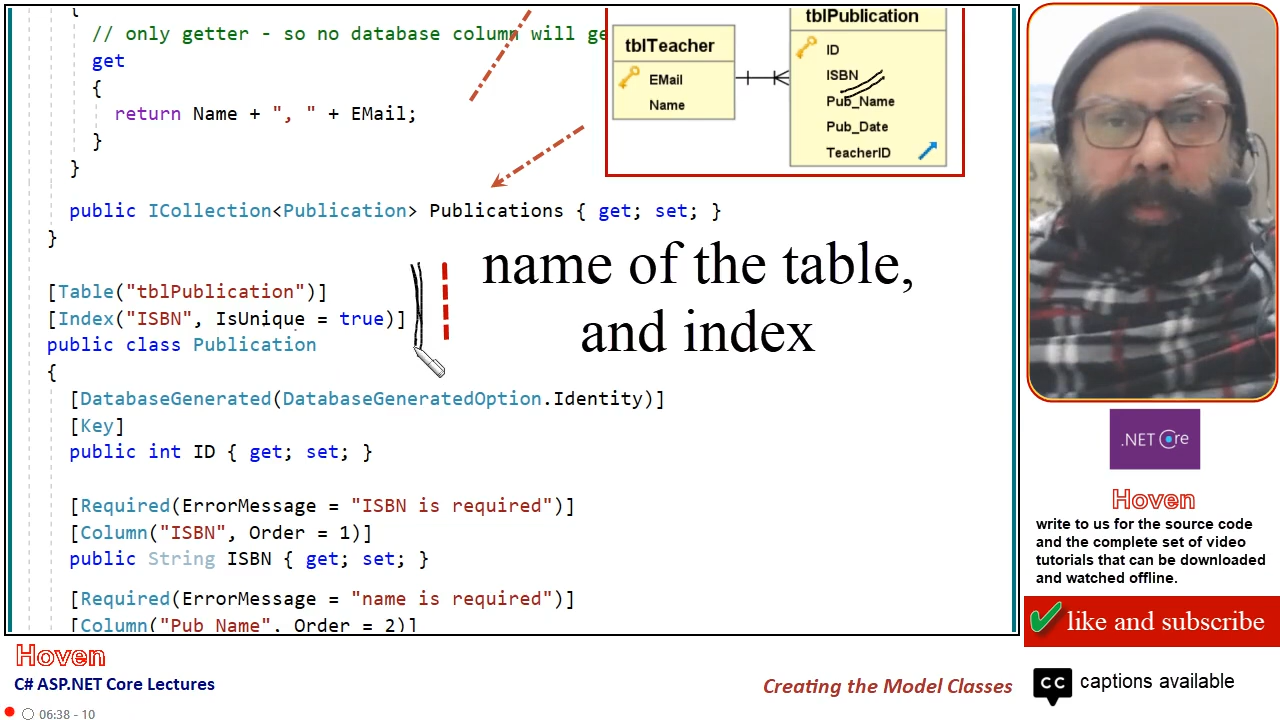 {
// only getter - so no database column will ge
get
{
return Name + ", " + EMail;
}
}
public ICollection<Publication> Publications { get; set; }
}
[Table("tblPublication")]
[Index("ISBN", IsUnique = true)]
public class Publication
{
[DatabaseGenerated(DatabaseGeneratedOption.Identity)]
[Key]
public int ID { get; set; }
[Required(ErrorMessage = "ISBN is required")]
[Column("ISBN", Order = 1)]
public String ISBN { get; set; }
[Required(ErrorMessage = "name is required")]
[Column("Pub_Name", Order = 2)]
tblTeacher
EMail
Name
tblPublication
ID
ISBN
Pub_Name
Pub_Date
TeacherID
name of the table,
and index
.NET Core
Hoven
write to us for the source code
and the complete set of video
tutorials that can be downloaded
and watched offline.
like and subscribe
CC captions available
Hoven
C# ASP.NET Core Lectures
Creating the Model Classes
06:38 - 10